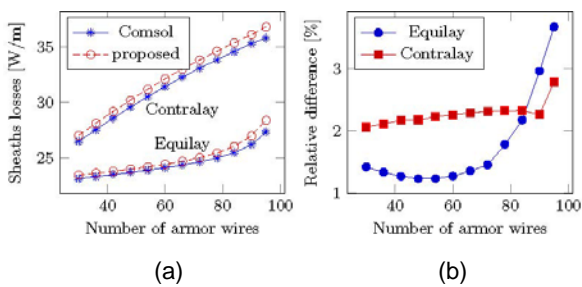 Sheaths losses [W/m]
35
30
25
Comsol
proposed
Contralay
Equilay
40
60
80
100
Number of armor wires
(a)
Relative difference [%]
3
2
1
Equilay
Contralay
40
60
80
100
Number of armor wires
(b)